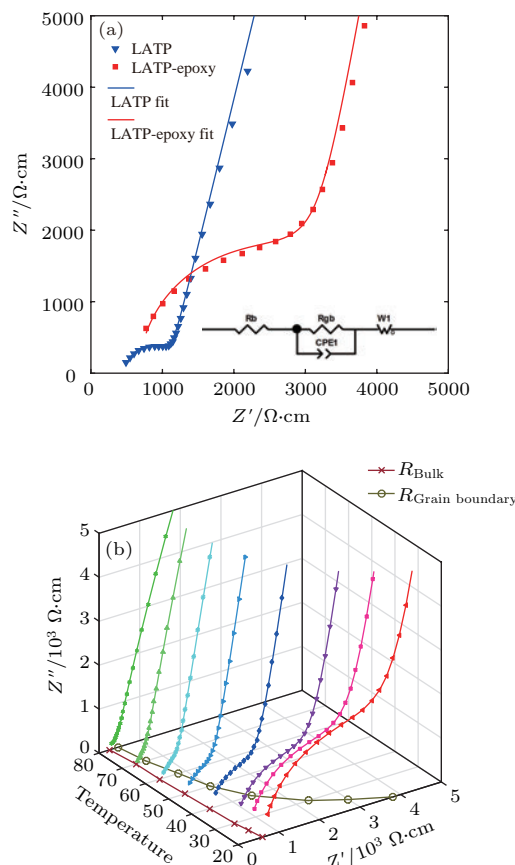 (a)
LATP
LATP-epoxy
LATP fit
LATP-epoxy fit
5000
4000
3000
2000
1000
0
Z″/Ω·cm
Rb
Rgb
W1
CPE1
0 1000 2000 3000 4000 5000
Z′/Ω·cm
R Bulk
R Grain boundary
(b)
5
4
3
2
1
0
Z″/10³ Ω·cm
80
70
60
50
40
30
20
Temperature
0 1 2 3 4 5
Z′/10³ Ω·cm